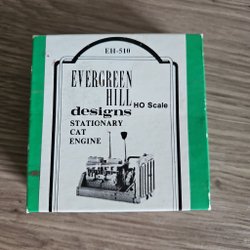 EH-510
EVERGREEN
HILL
designs HO Scale
STATIONARY
CAT
ENGINE